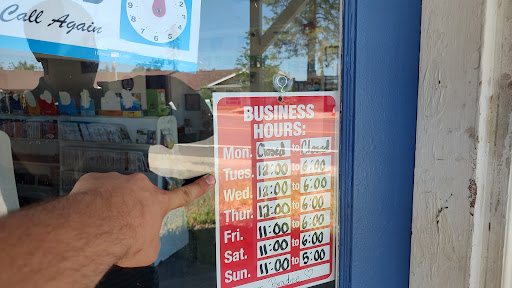 Call Again
BUSINESS
HOURS:
Mon. Closed to Closed
Tues. 12:00 to 6:00
Wed. 12:00 to 6:00
Thur. 12:00 to 6:00
Fri. 11:00 to 6:00
Sat. 11:00 to 6:00
Sun. 11:00 to 5:00